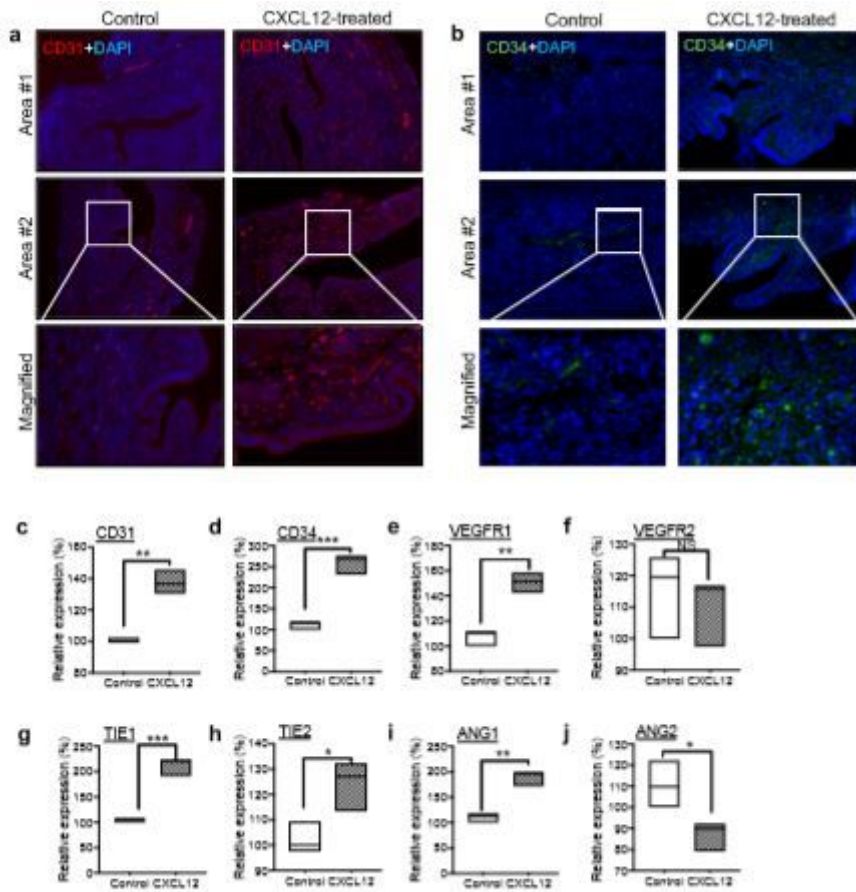 a
Control
CXCL12-treated
CD31+DAPI
CD31+DAPI
Area #1
Area #2
Magnified
b
Control
CXCL12-treated
CD34+DAPI
CD34+DAPI
Area #1
Area #2
Magnified
c
CD31
**
Relative expression (%)
160
140
120
100
80
Control CXCL12
d
CD34
***
Relative expression (%)
300
250
200
150
100
50
0
Control CXCL12
e
VEGFR1
**
Relative expression (%)
180
160
140
120
100
80
Control CXCL12
f
VEGFR2
NS
Relative expression (%)
130
120
110
100
90
Control CXCL12
g
TIE1
***
Relative expression (%)
250
200
150
100
50
0
Control CXCL12
h
TIE2
*
Relative expression (%)
140
130
120
110
100
90
Control CXCL12
i
ANG1
**
Relative expression (%)
250
200
150
100
50
0
Control CXCL12
j
ANG2
*
Relative expression (%)
130
120
110
100
90
80
70
Control CXCL12